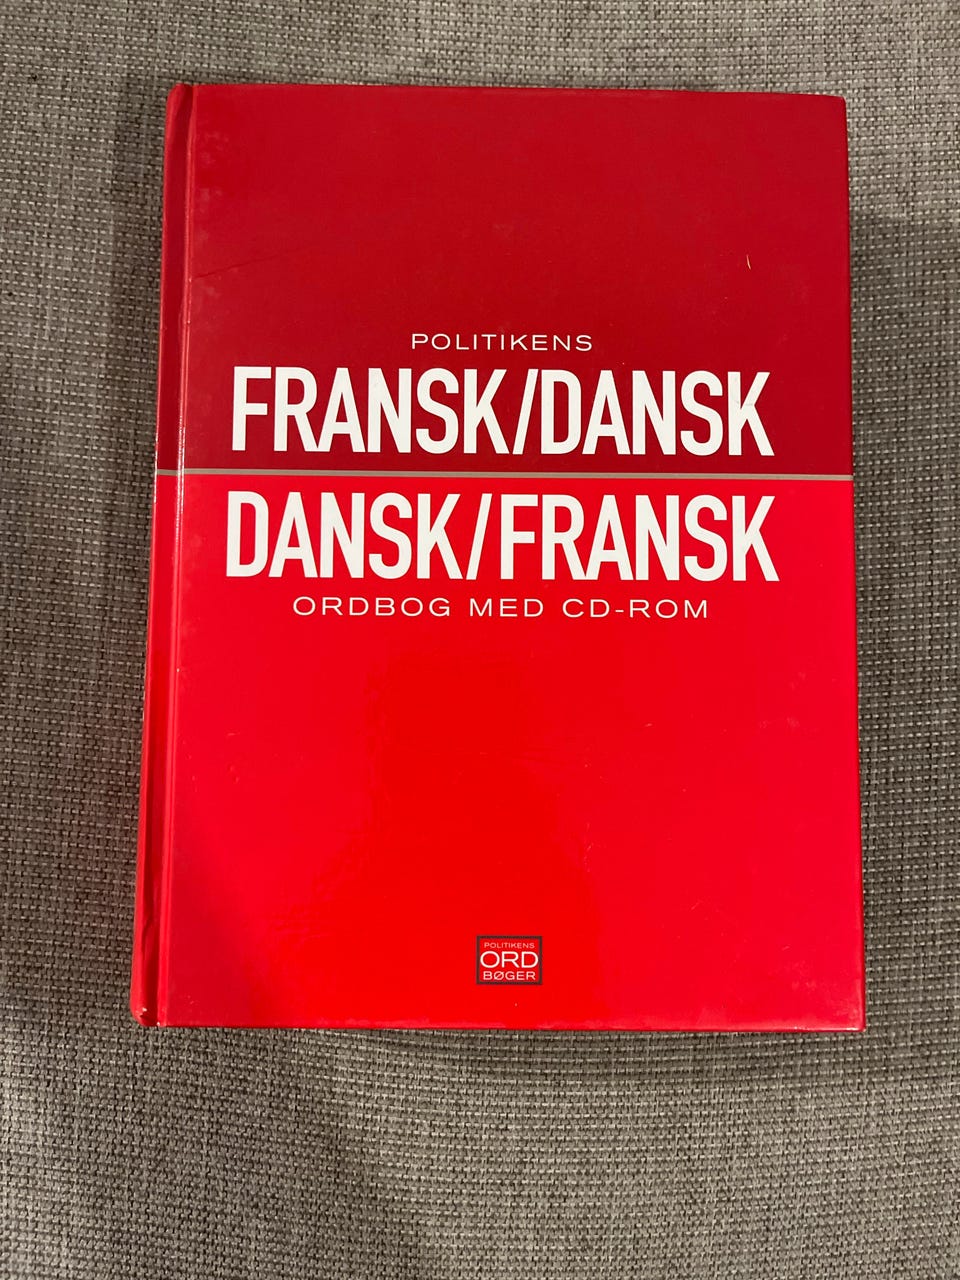 POLITIKENS
FRANSK/DANSK
DANSK/FRANSK
ORDBOG MED CD-ROM
POLITIKENS
ORD
BØGER